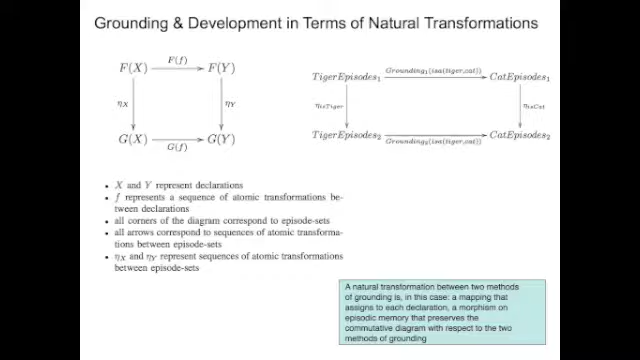 Grounding & Development in Terms of Natural Transformations
F(X) F(f) F(Y)
ηX ηY
G(X) G(f) G(Y)
TigerEpisodes1 Grounding1(isa(tiger,cat)) CatEpisodes1
ηisTiger ηisCat
TigerEpisodes2 Grounding2(isa(tiger,cat)) CatEpisodes2
• X and Y represent declarations
• f represents a sequence of atomic transformations be-
tween declarations
• all corners of the diagram correspond to episode-sets
• all arrows correspond to sequences of atomic transforma-
tions between episode-sets
• ηX and ηY represent sequences of atomic transformations
between episode-sets
A natural transformation between two methods
of grounding is, in this case: a mapping that
assigns to each declaration, a morphism on
episodic memory that preserves the
commutative diagram with respect to the two
methods of grounding